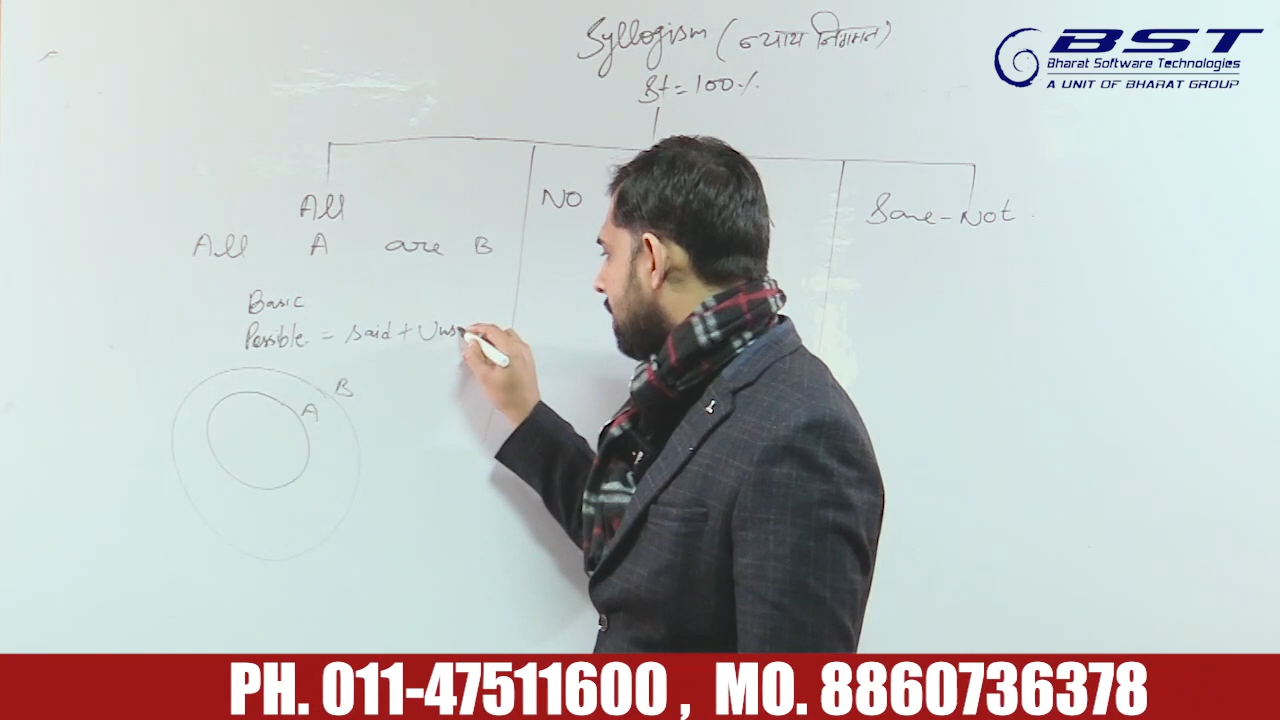 Syllogism (न्याय निगमन)
St = 100%
BST
Bharat Software Technologies
A UNIT OF BHARAT GROUP
All
NO
Some-Not
All A are B
Basic
Possible = Said + Uns
B
A
PH. 011-47511600 , MO. 8860736378